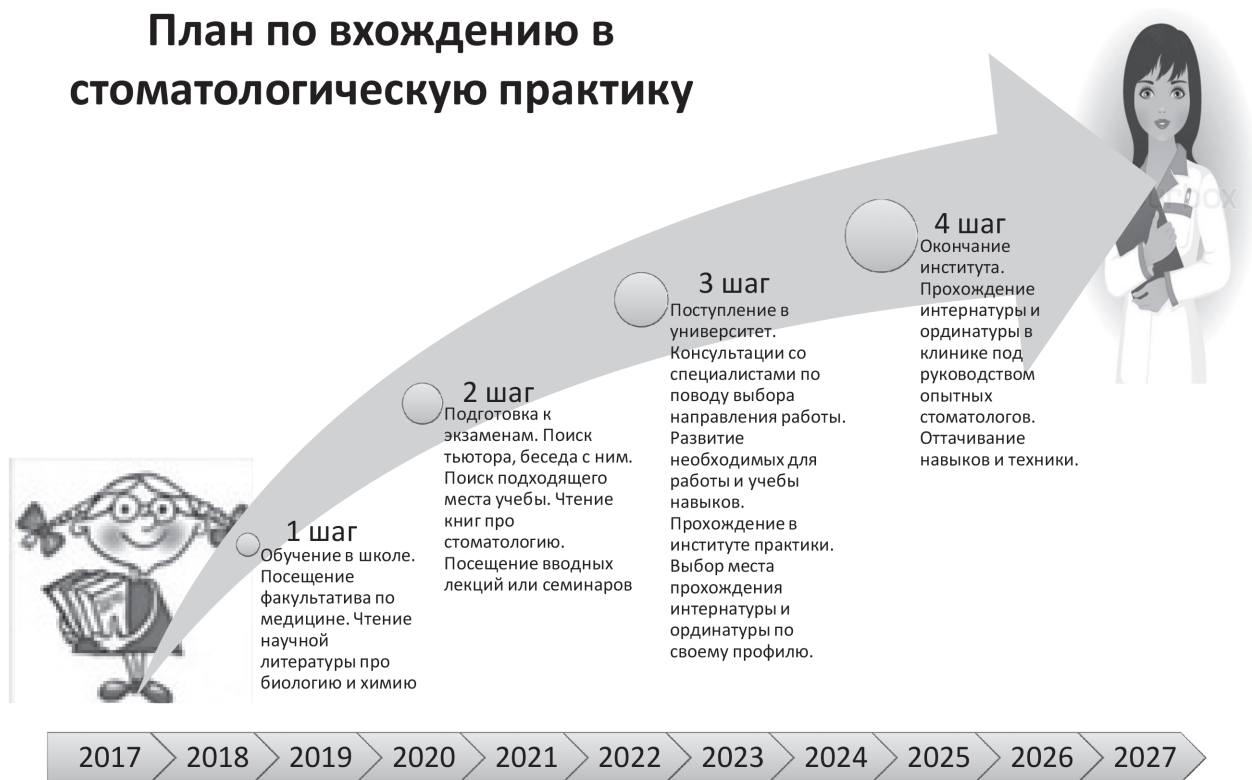 План по вхождению в
стоматологическую практику
1 шаг
Обучение в школе.
Посещение
факультатива по
медицине. Чтение
научной
литературы про
биологию и химию
2 шаг
Подготовка к
экзаменам. Поиск
тьютора, беседа с ним.
Поиск подходящего
места учебы. Чтение
книг про
стоматологию.
Посещение вводных
лекций или семинаров
3 шаг
Поступление в
университет.
Консультации со
специалистами по
поводу выбора
направления работы.
Развитие
необходимых для
работы и учебы
навыков.
Прохождение в
институте практики.
Выбор места
прохождения
интернатуры и
ординатуры по
своему профилю.
4 шаг
Окончание
института.
Прохождение
интернатуры и
ординатуры в
клинике под
руководством
опытных
стоматологов.
Оттачивание
навыков и техники.
2017 2018 2019 2020 2021 2022 2023 2024 2025 2026 2027